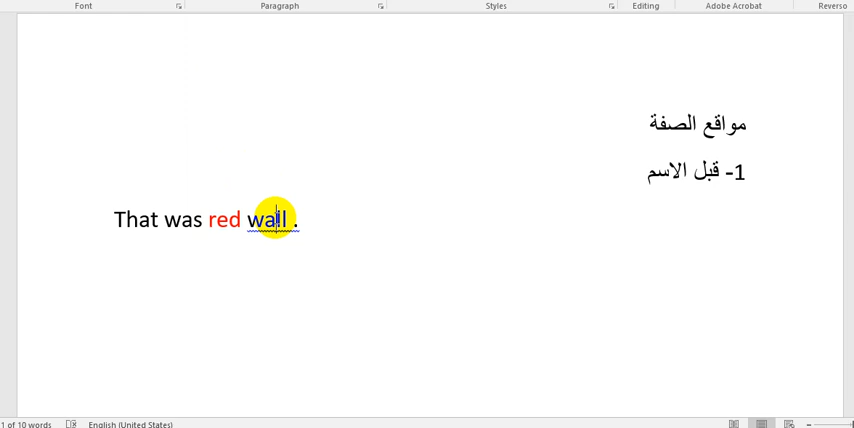 Font Paragraph Styles Editing Adobe Acrobat Reverso
مواقع الصفة
1- قبل الاسم
That was red wall .
1 of 10 words English (United States)